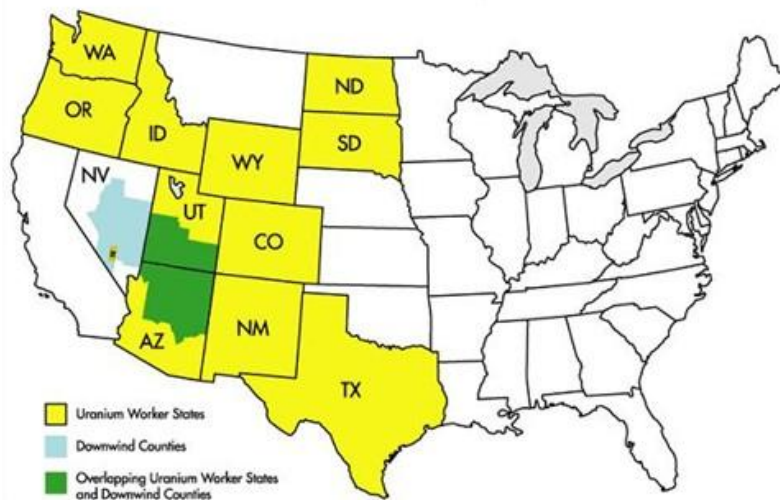 WA
OR
ID
ND
SD
WY
NV
UT
CO
AZ
NM
TX
Uranium Worker States
Downwind Counties
Overlapping Uranium Worker States
and Downwind Counties